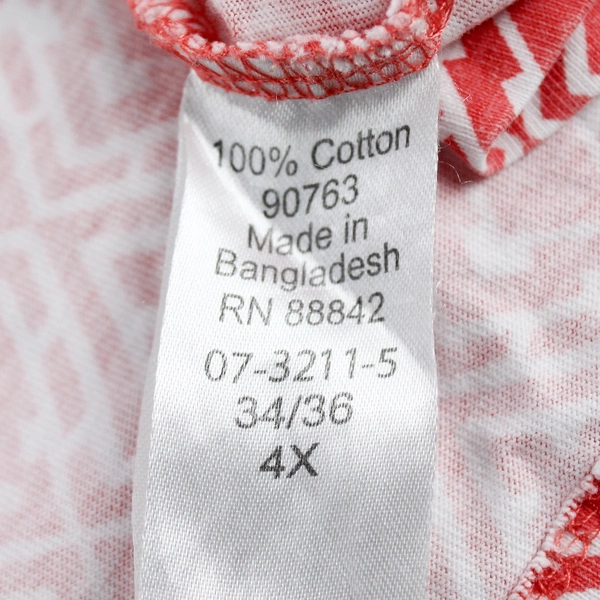 100% Cotton
90763
Made in
Bangladesh
RN 88842
07-3211-5
34/36
4X